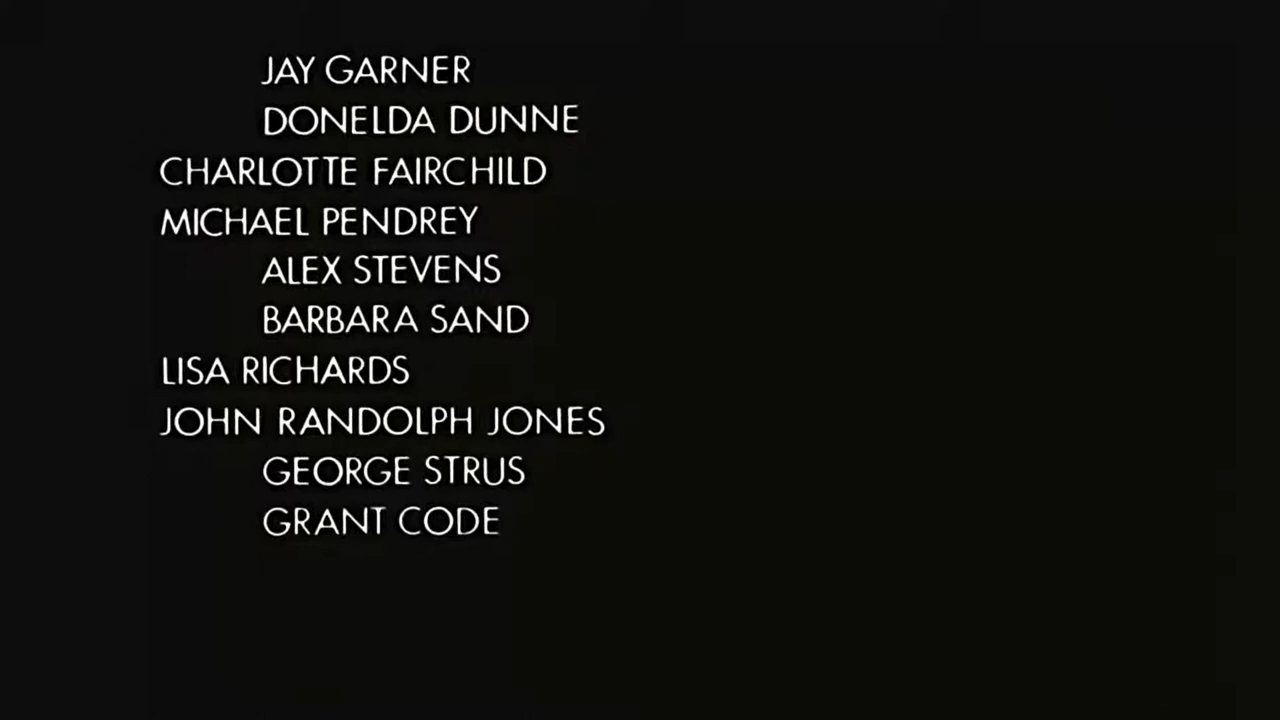 JAY GARNER
DONELDA DUNNE
CHARLOTTE FAIRCHILD
MICHAEL PENDREY
ALEX STEVENS
BARBARA SAND
LISA RICHARDS
JOHN RANDOLPH JONES
GEORGE STRUS
GRANT CODE